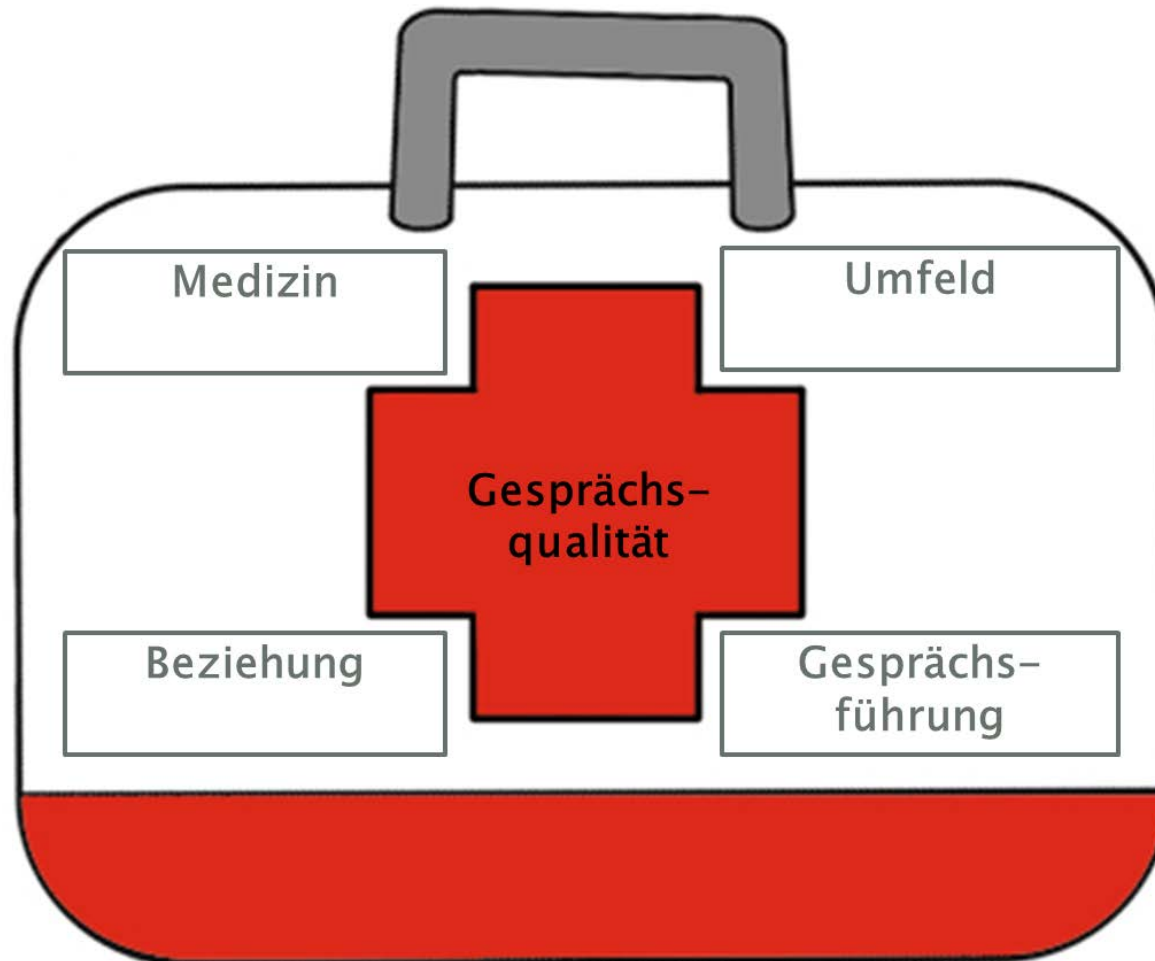 Medizin
Umfeld
Gesprächs-
qualität
Beziehung
Gesprächs-
führung